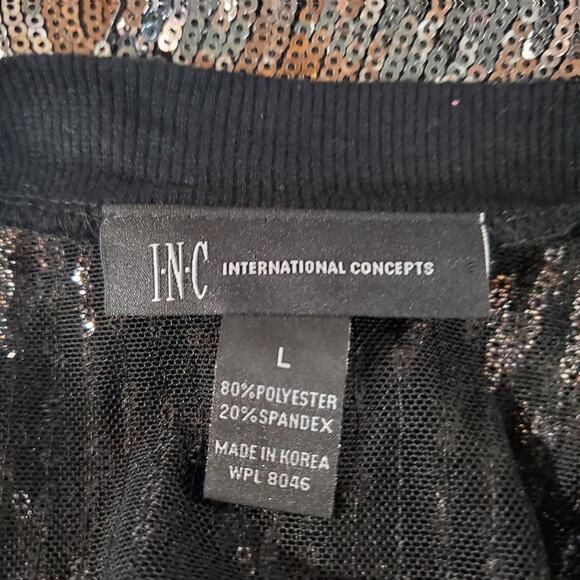 I·N·C INTERNATIONAL CONCEPTS
L
80%POLYESTER
20%SPANDEX
MADE IN KOREA
WPL 8046